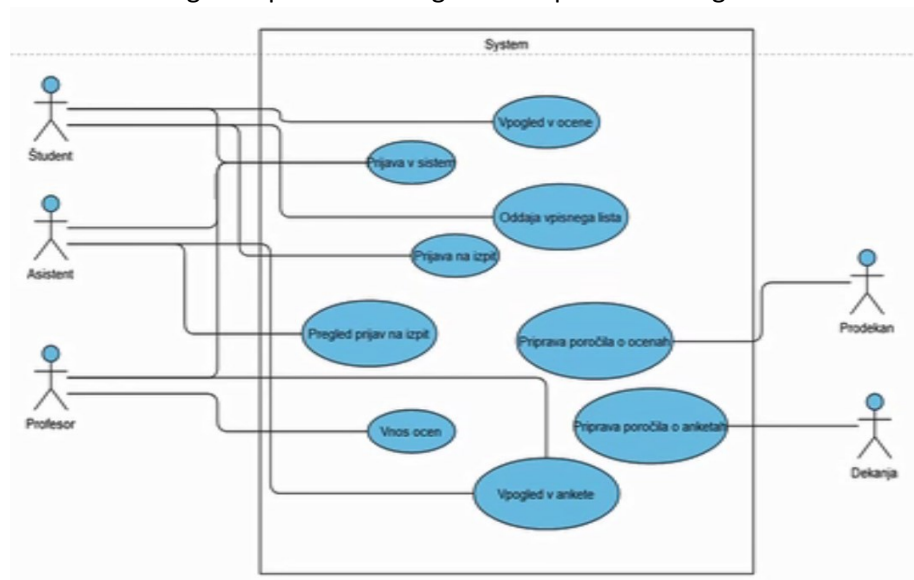 System
Vpogled v ocene
Študent
Prijava v sistem
Oddaja vpisnega lista
Prijava na izpit
Asistent
Prodekan
Pregled prijav na izpit
Priprava poročila o ocenah
Profesor
Vnos ocen
Priprava poročila o anketah
Dekanja
Vpogled v ankete